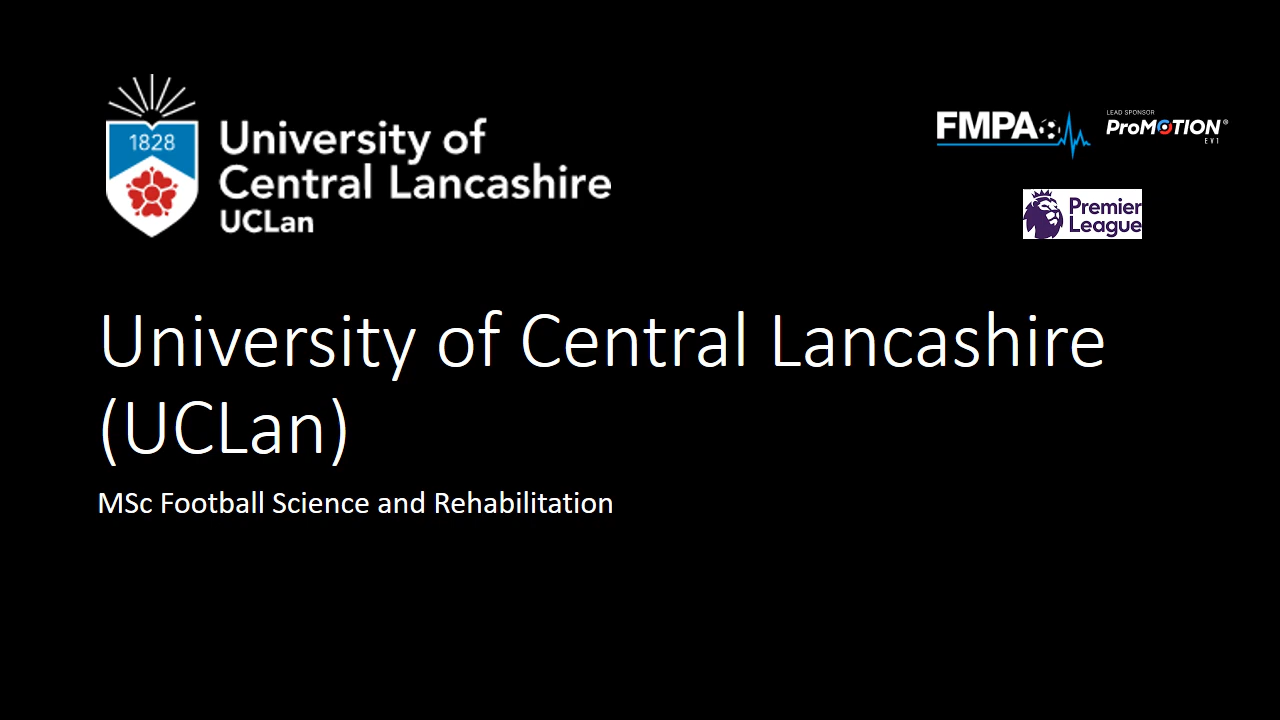 1828
University of
Central Lancashire
UCLan
FMPA
LEAD SPONSOR
ProMOTION®
EVT
Premier
League
University of Central Lancashire
(UCLan)
MSc Football Science and Rehabilitation